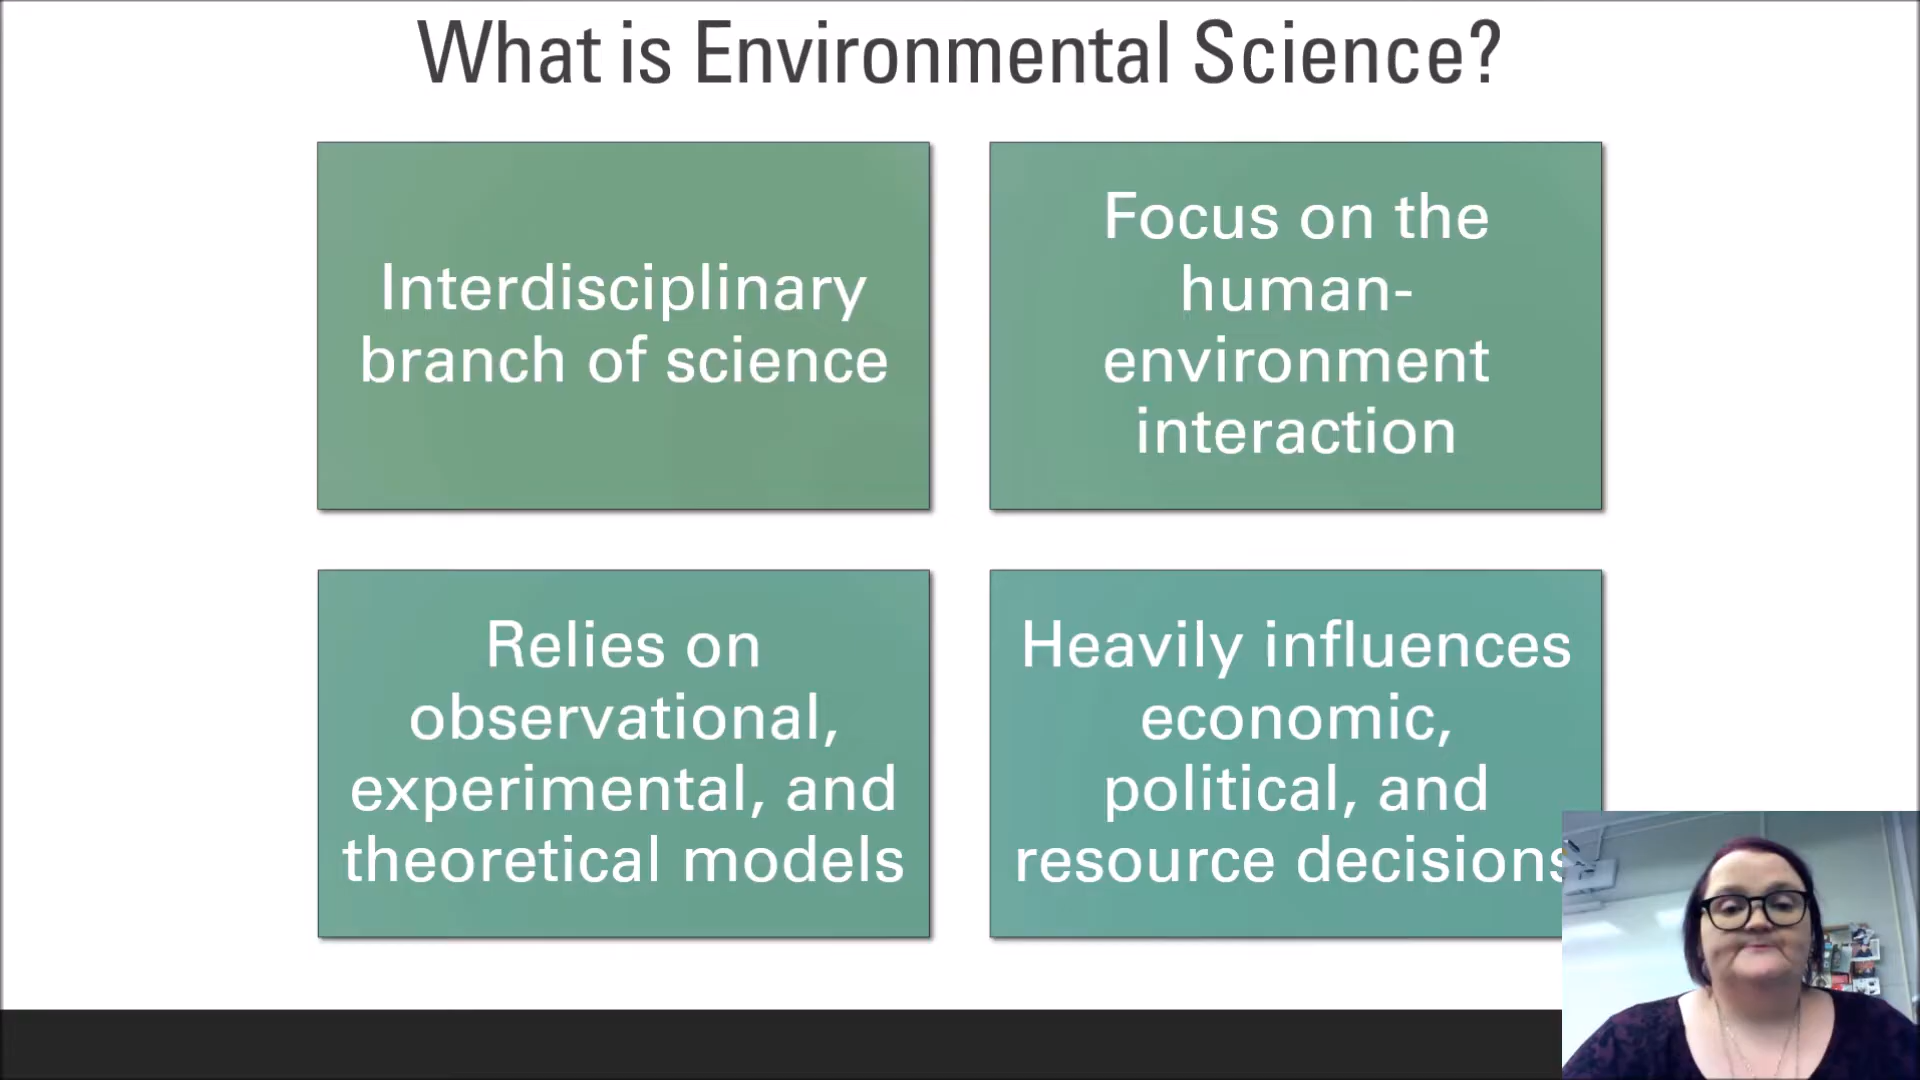 What is Environmental Science?
Interdisciplinary
branch of science
Focus on the
human-
environment
interaction
Relies on
observational,
experimental, and
theoretical models
Heavily influences
economic,
political, and
resource decisions